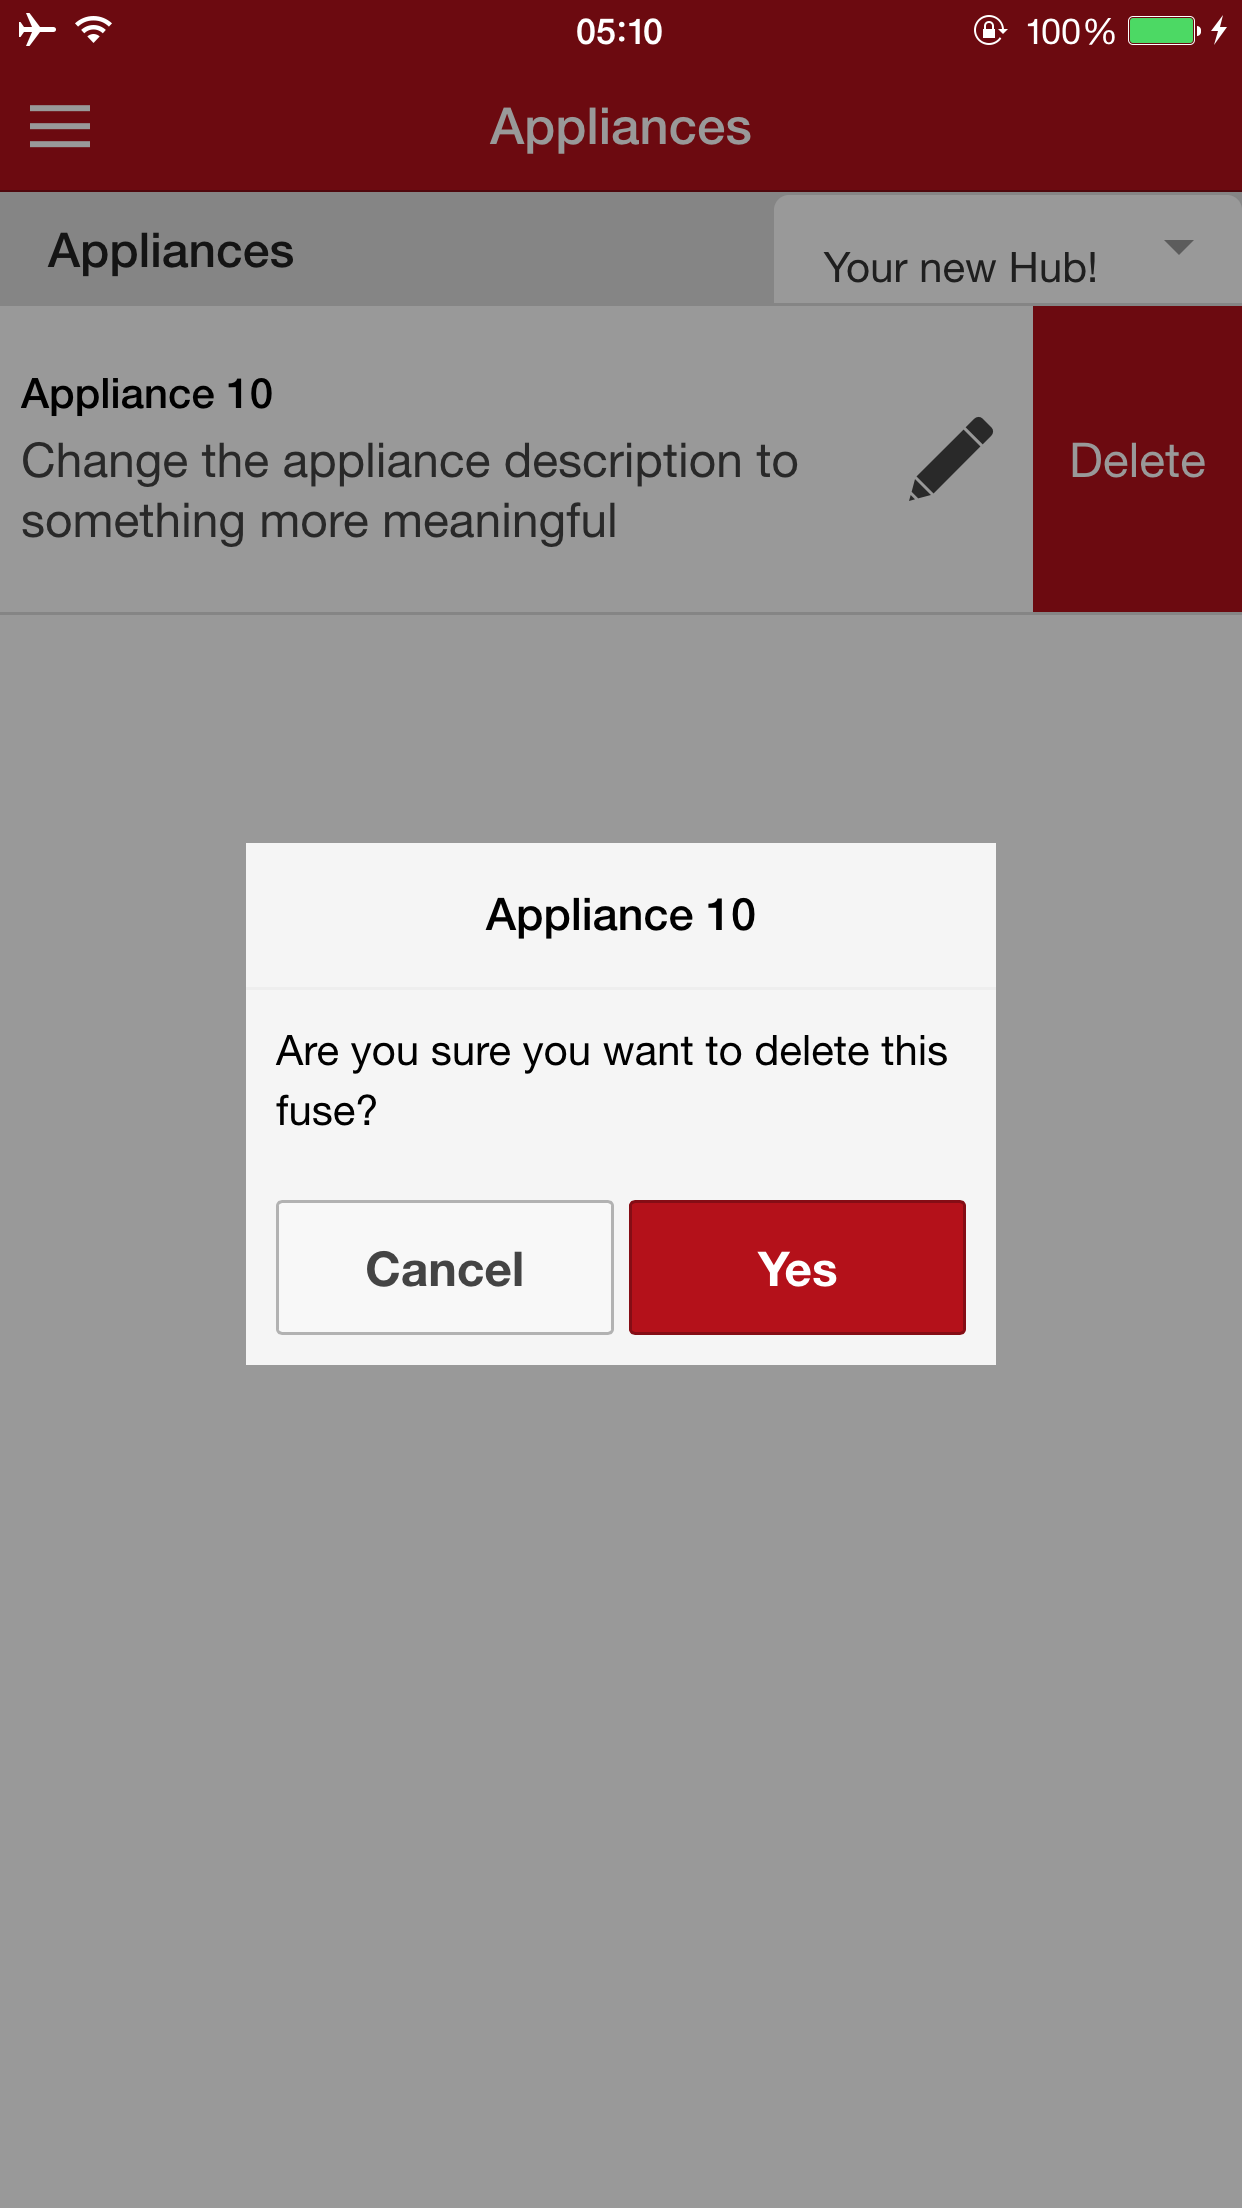 05:10
100%
Appliances
Appliances
Your new Hub!
Appliance 10
Change the appliance description to
something more meaningful
Delete
Appliance 10
Are you sure you want to delete this
fuse?
Cancel
Yes